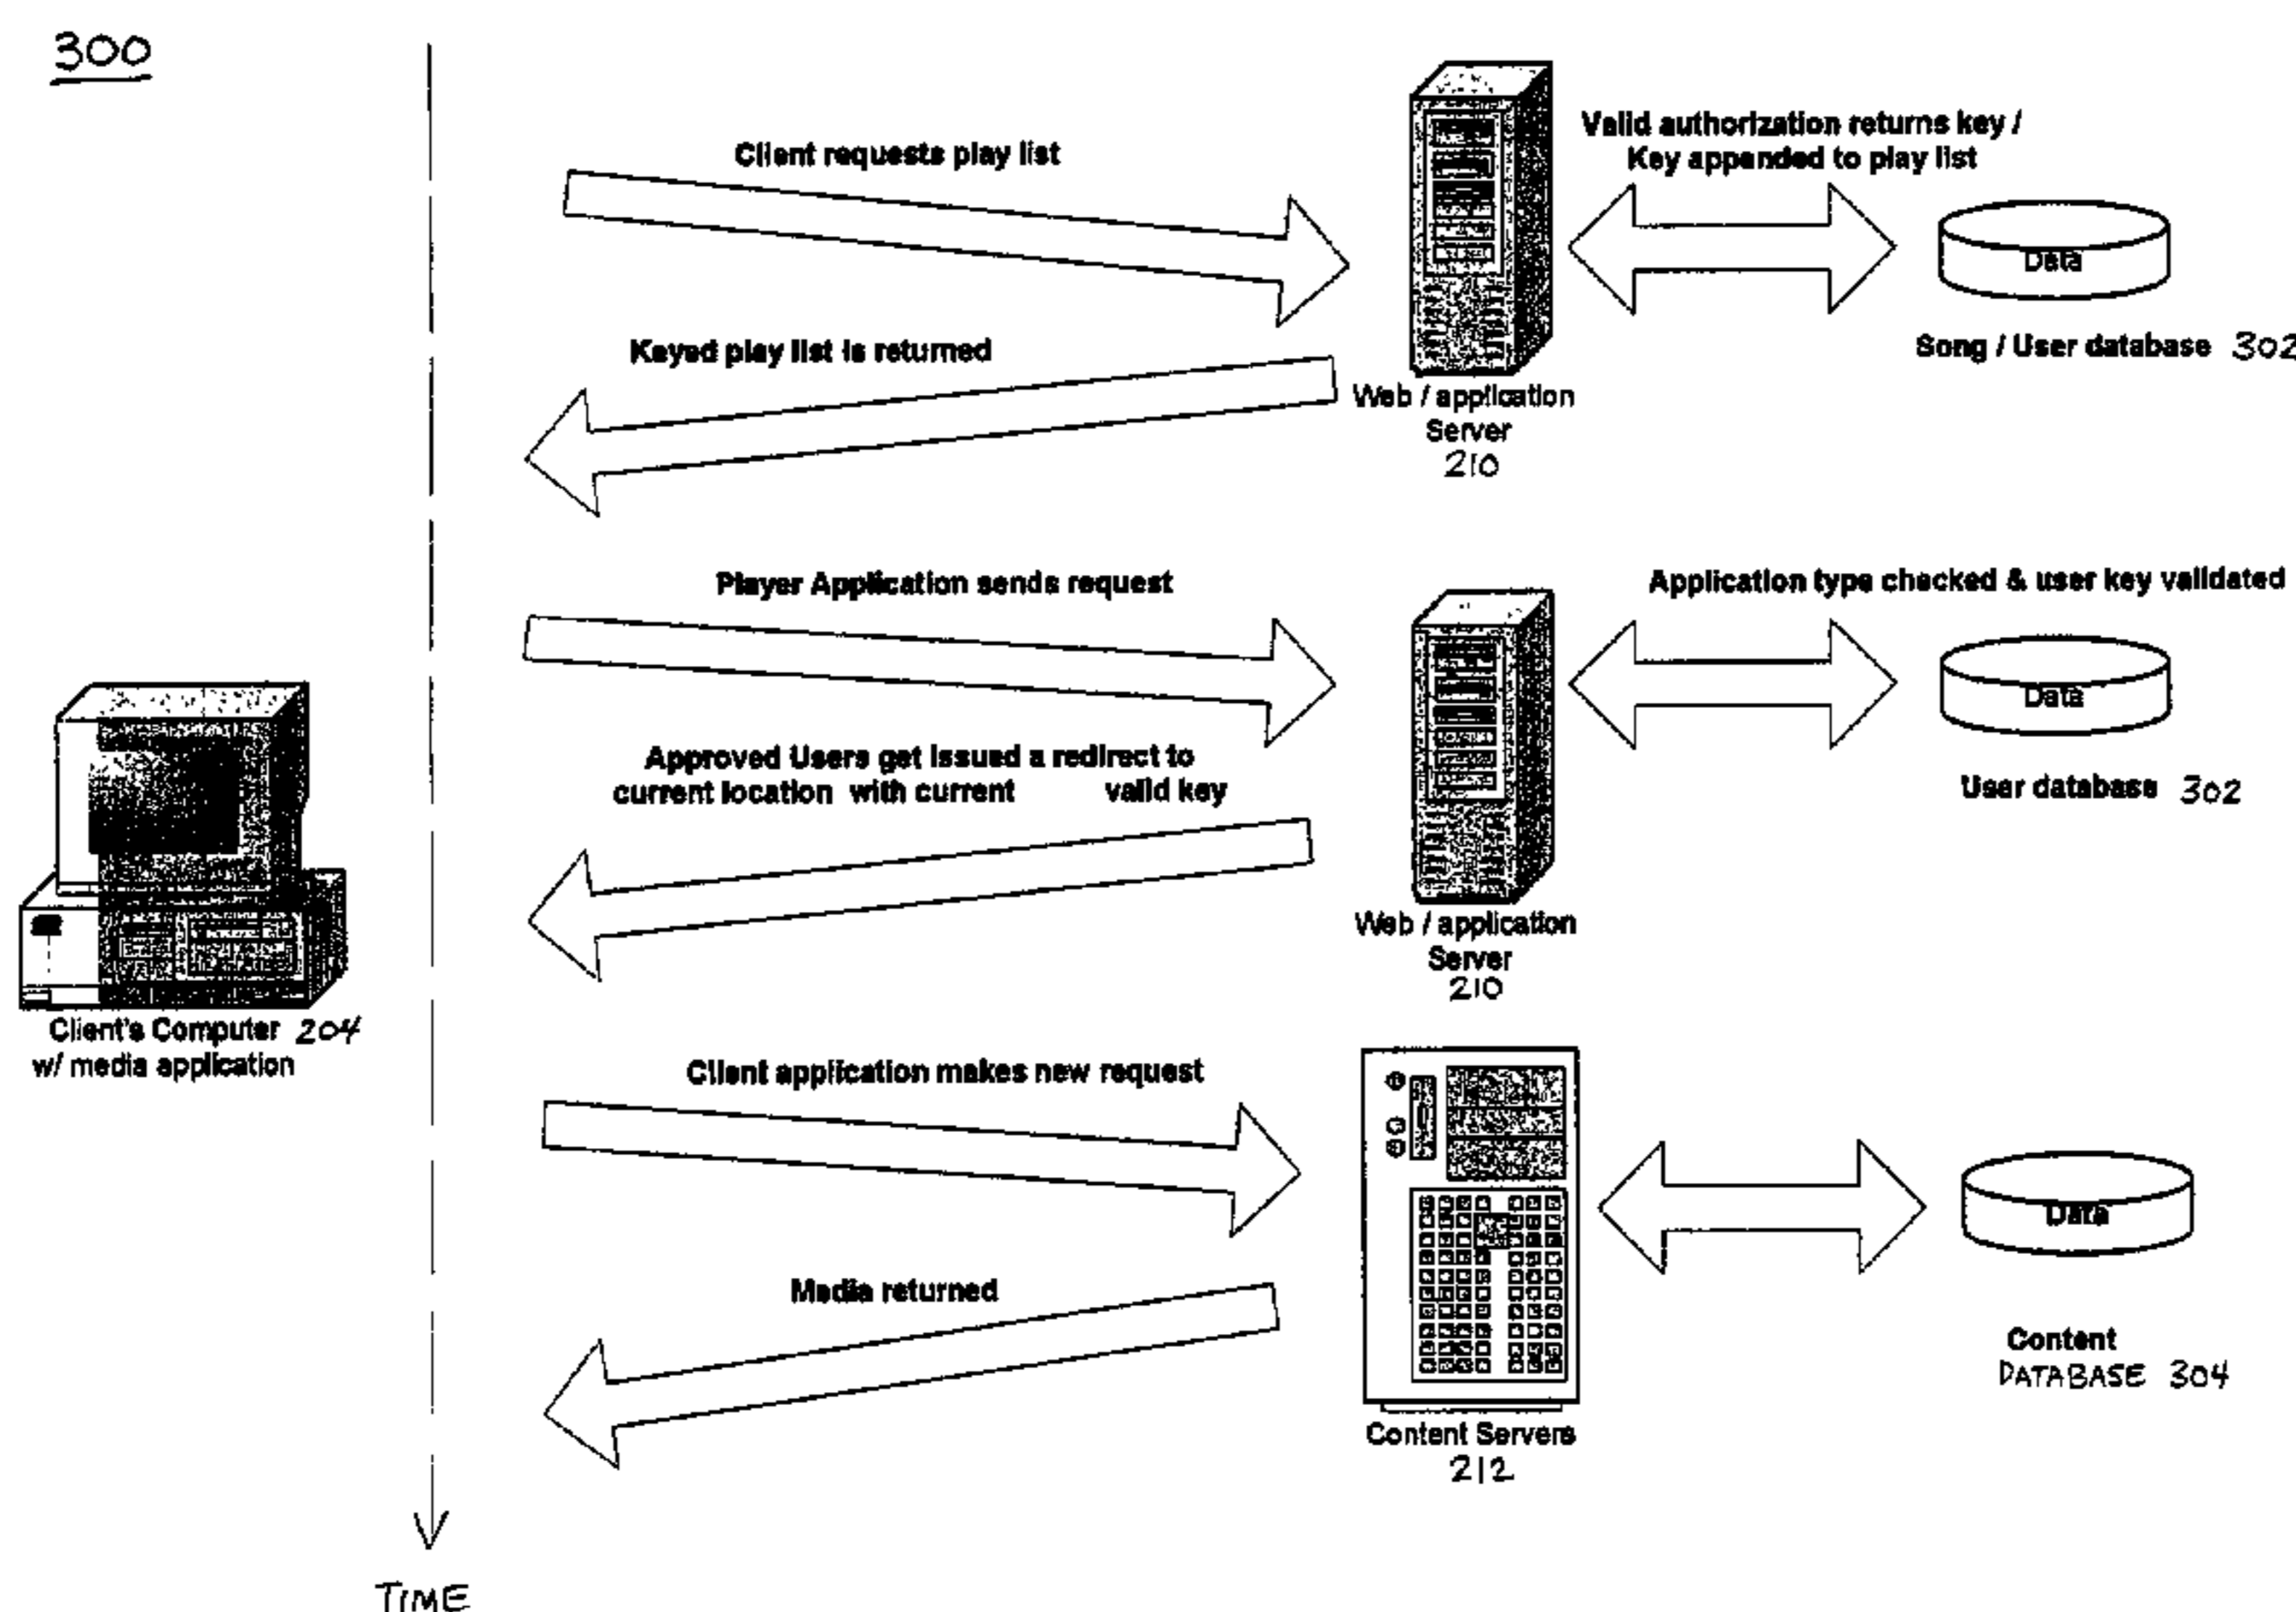 300
Client requests play list
Valid authorization returns key /
Key appended to play list
Data
Song / User database 302
Keyed play list is returned
Web / application
Server
210
Player Application sends request
Application type checked & user key validated
Data
User database 302
Approved Users get issued a redirect to
current location with current valid key
Web / application
Server
210
Client's Computer 204
w/ media application
Client application makes new request
Data
Media returned
Content
DATABASE 304
Content Servers
212
TIME